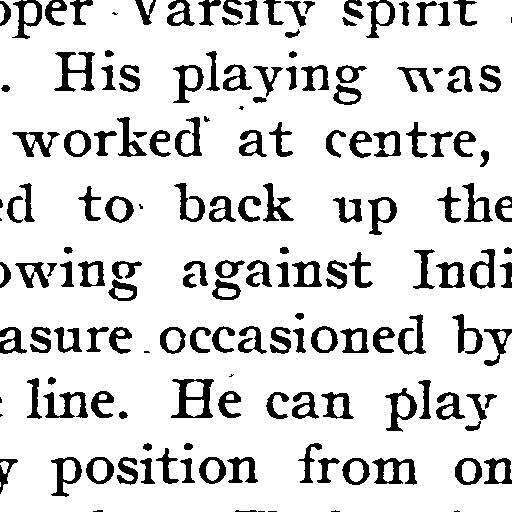 oper Varsity spirit
. His playing was
worked at centre,
ed to back up the
owing against Indi
asure occasioned by
e line. He can play
y position from on